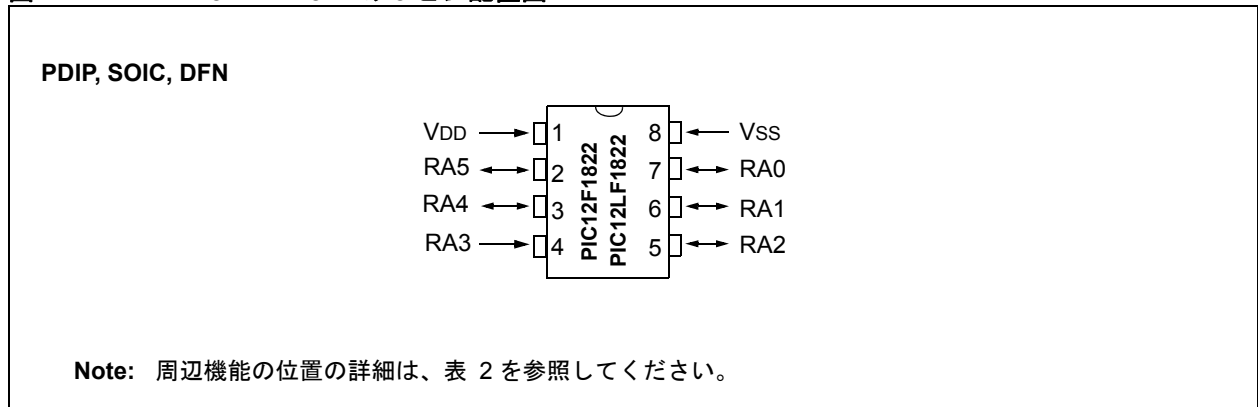 PDIP, SOIC, DFN
VDD 1 8 VSS
RA5 2 7 RA0
RA4 3 6 RA1
RA3 4 5 RA2
PIC12F1822
PIC12LF1822
Note: 周辺機能の位置の詳細は、表 2 を参照してください。